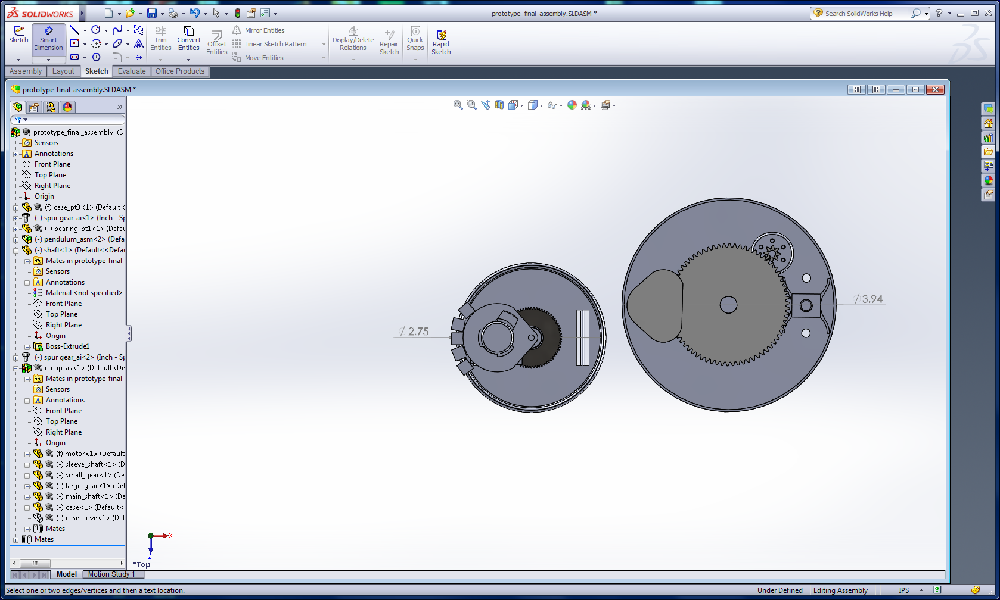 SOLIDWORKS
prototype_final_assembly.SLDASM *
Search SolidWorks Help
Sketch
Smart Dimension
Trim Entities
Convert Entities
Offset Entities
Mirror Entities
Linear Sketch Pattern
Move Entities
Display/Delete Relations
Repair Sketch
Quick Snaps
Rapid Sketch
Assembly
Layout
Sketch
Evaluate
Office Products
prototype_final_assembly.SLDASM *
prototype_final_assembly (D
Sensors
Annotations
Front Plane
Top Plane
Right Plane
Origin
(f) case_pt3<1> (Default<
(-) spur gear_ai<1> (Inch - Sp
(-) bearing_pt1<1> (Defau
(-) pendulum_asm<2> (Defa
(-) shaft<1> (Default<<Defau
Mates in prototype_final_
Sensors
Annotations
Material <not specified>
Front Plane
Top Plane
Right Plane
Origin
Boss-Extrude1
(-) spur gear_ai<2> (Inch - Sp
(-) op_as<1> (Default<Dis
Mates in prototype_final_
Sensors
Annotations
Front Plane
Top Plane
Right Plane
Origin
(f) motor<1> (Default
(-) sleeve_shaft<1> (D
(-) small_gear<1> (De
(-) large_gear<1> (Def
(-) main_shaft<1> (De
(-) case<1> (Default<
(-) case_cove<1> (Def
Mates
Mates
∅2.75
∅3.94
X
Z
*Top
Model
Motion Study 1
Select one or two edges/vertices and then a text location.
Under Defined
Editing Assembly
IPS